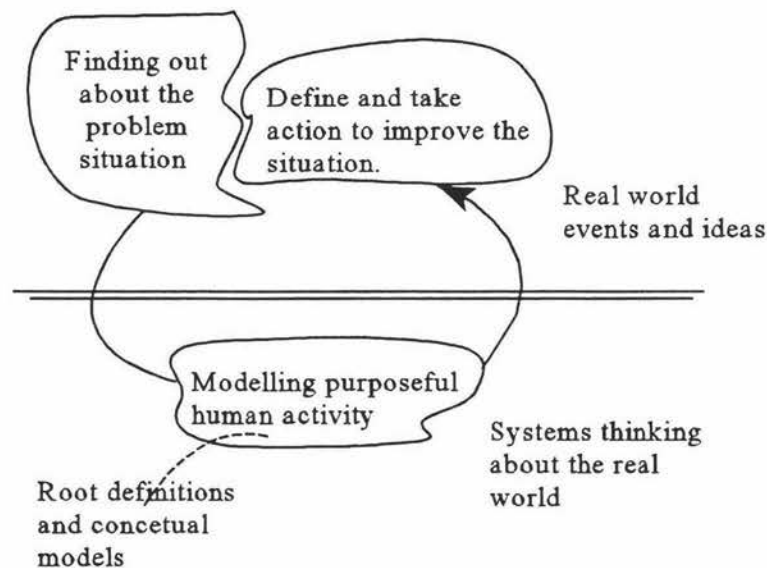 Finding out
about the
problem
situation
Define and take
action to improve the
situation.
Real world
events and ideas
Modelling purposeful
human activity
Systems thinking
about the real
world
Root definitions
and concetual
models